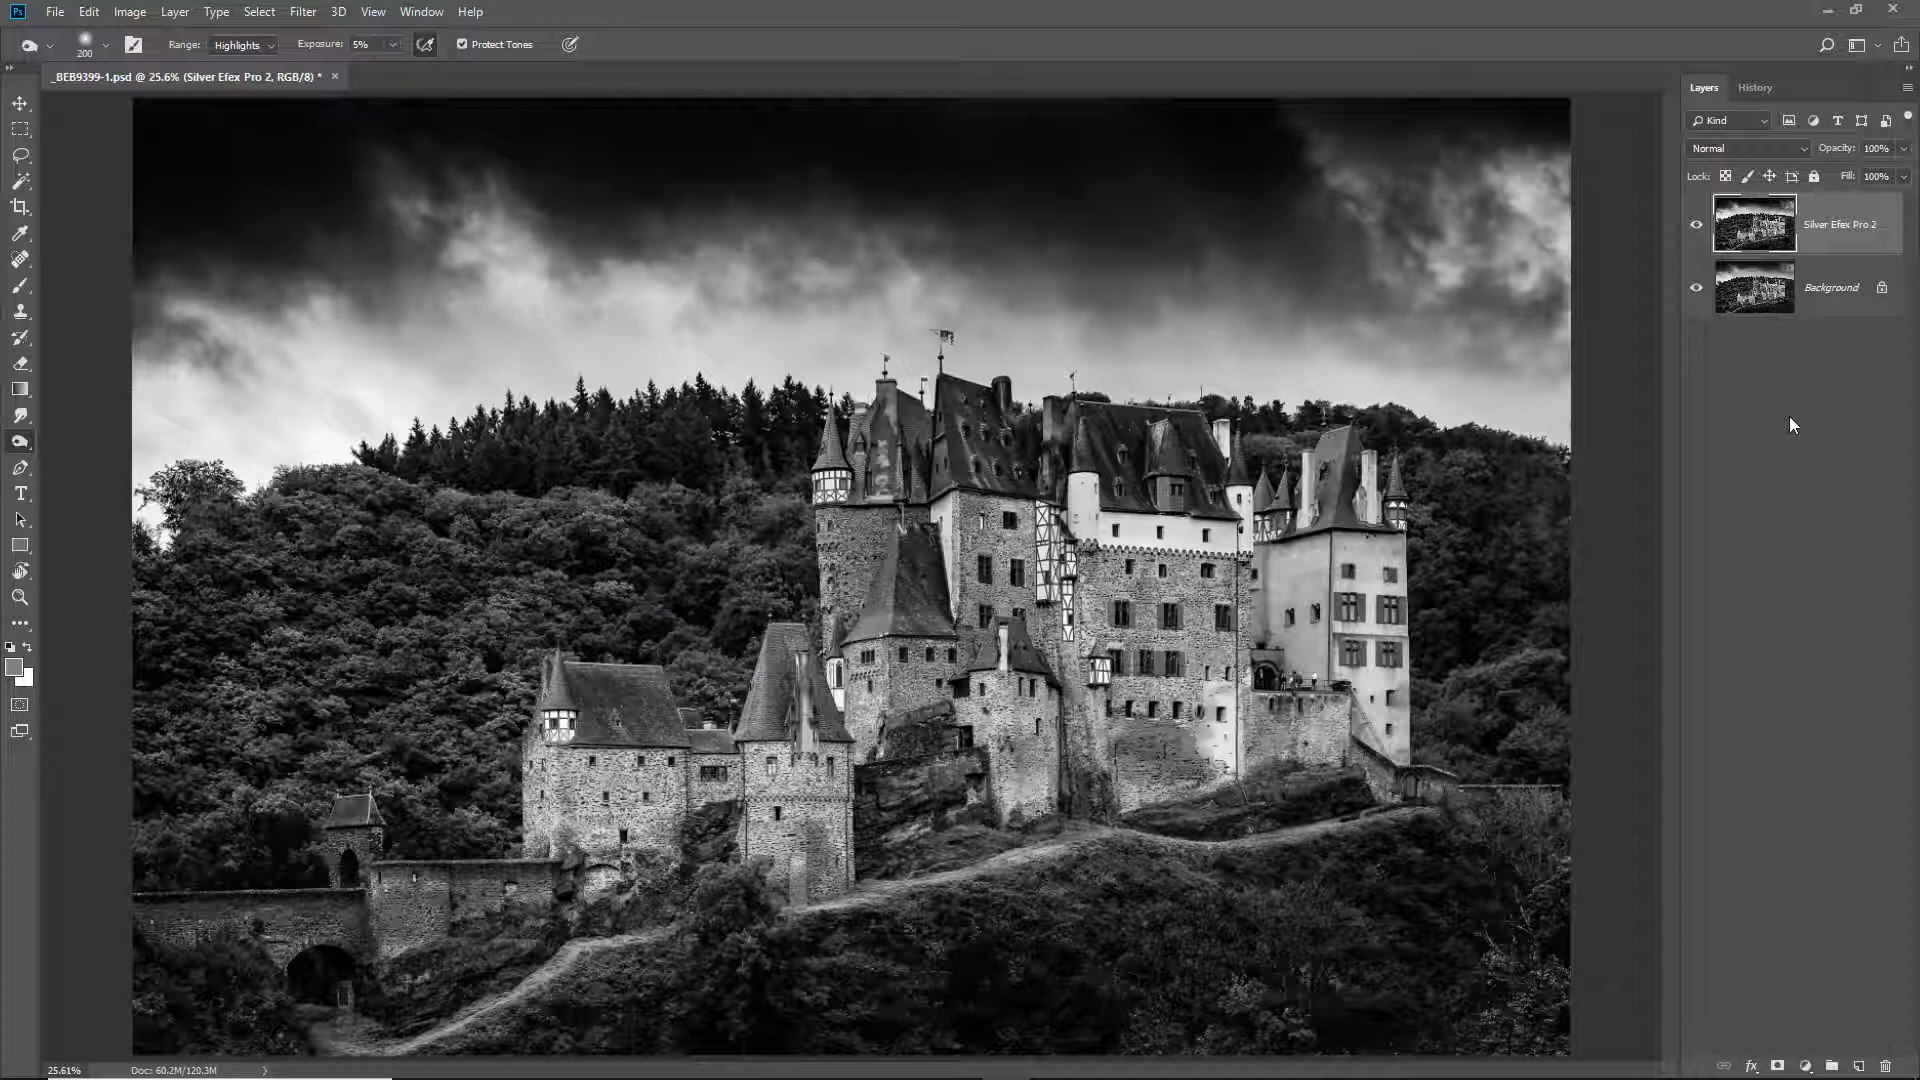 Ps File Edit Image Layer Type Select Filter 3D View Window Help
200 Range: Highlights Exposure: 5% Protect Tones
_BEB9399-1.psd @ 25.6% (Silver Efex Pro 2, RGB/8) * ×
Layers History
Kind
Normal Opacity: 100%
Lock: Fill: 100%
Silver Efex Pro 2
Background
25.61% Doc: 60.2M/120.3M